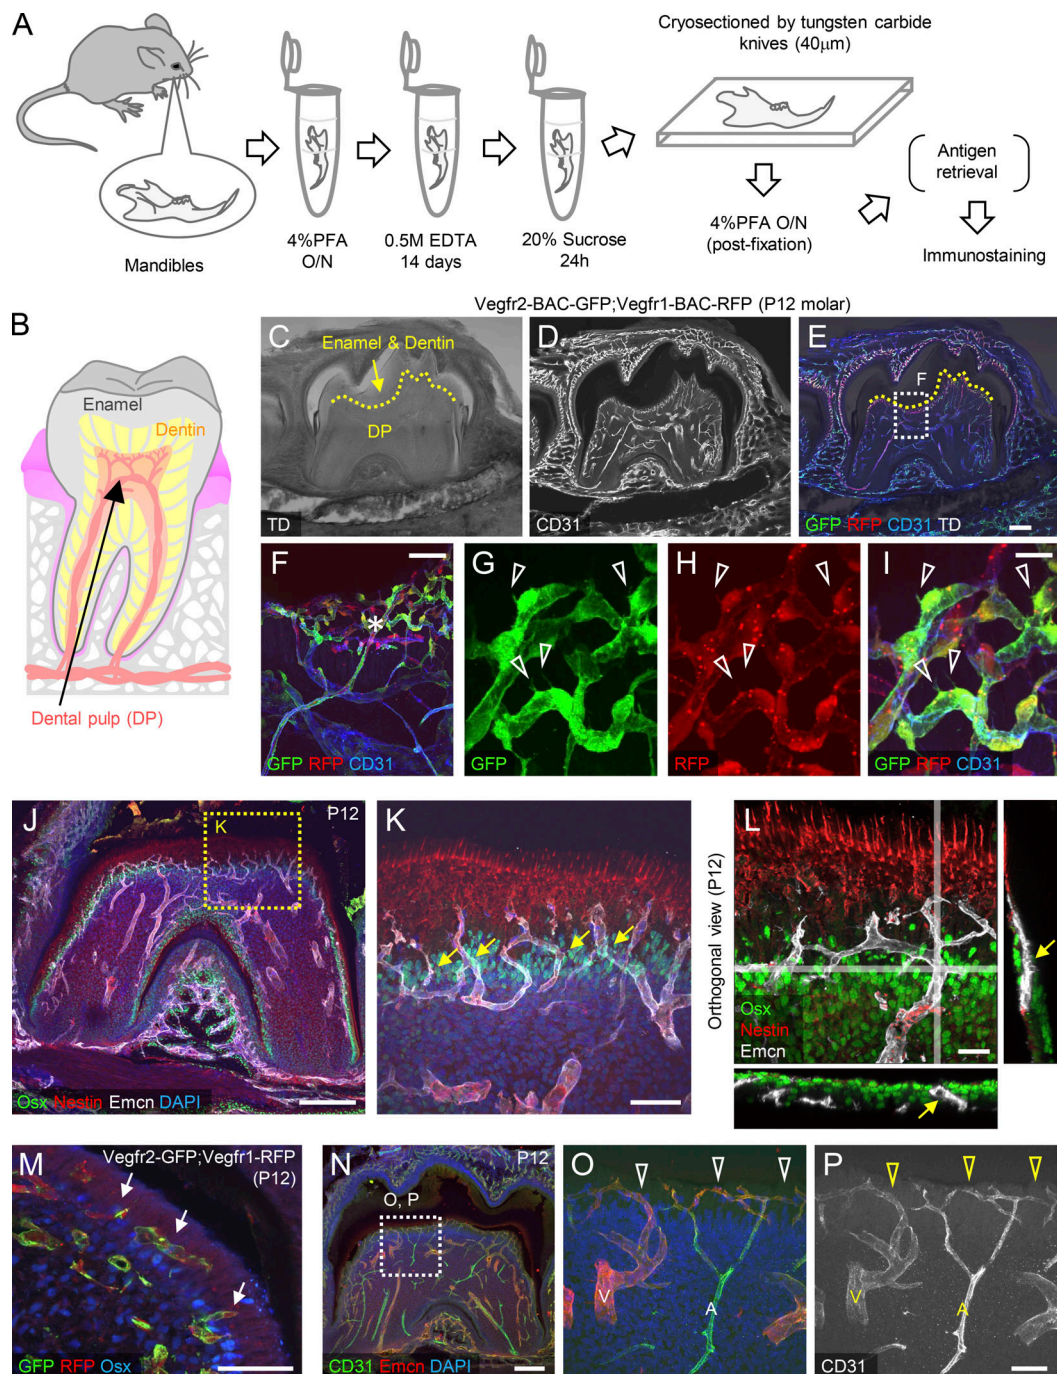 A
Cryosectioned by tungsten carbide
knives (40μm)
Mandibles
4%PFA
O/N
0.5M EDTA
14 days
20% Sucrose
24h
4%PFA O/N
(post-fixation)
Antigen
retrieval
Immunostaining
B
Enamel
Dentin
Dental pulp (DP)
Vegfr2-BAC-GFP;Vegfr1-BAC-RFP (P12 molar)
C
Enamel & Dentin
DP
TD
D
CD31
E
F
GFP RFP CD31 TD
F
*
GFP RFP CD31
G
GFP
H
RFP
I
GFP RFP CD31
J
P12
K
Osx Nestin Emcn DAPI
K
Orthogonal view (P12)
L
Osx
Nestin
Emcn
M
Vegfr2-GFP;Vegfr1-RFP
(P12)
GFP RFP Osx
N
P12
O, P
CD31 Emcn DAPI
O
V
A
P
V
A
CD31